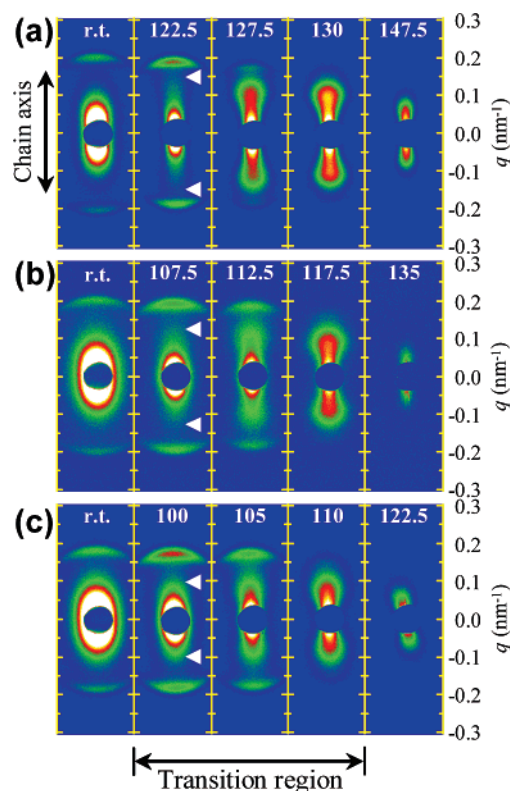 (a)
r.t. 122.5 127.5 130 147.5
Chain axis
0.3
0.2
0.1
0.0
-0.1
-0.2
-0.3
q (nm⁻¹)
(b)
r.t. 107.5 112.5 117.5 135
0.3
0.2
0.1
0.0
-0.1
-0.2
-0.3
q (nm⁻¹)
(c)
r.t. 100 105 110 122.5
0.3
0.2
0.1
0.0
-0.1
-0.2
-0.3
q (nm⁻¹)
Transition region